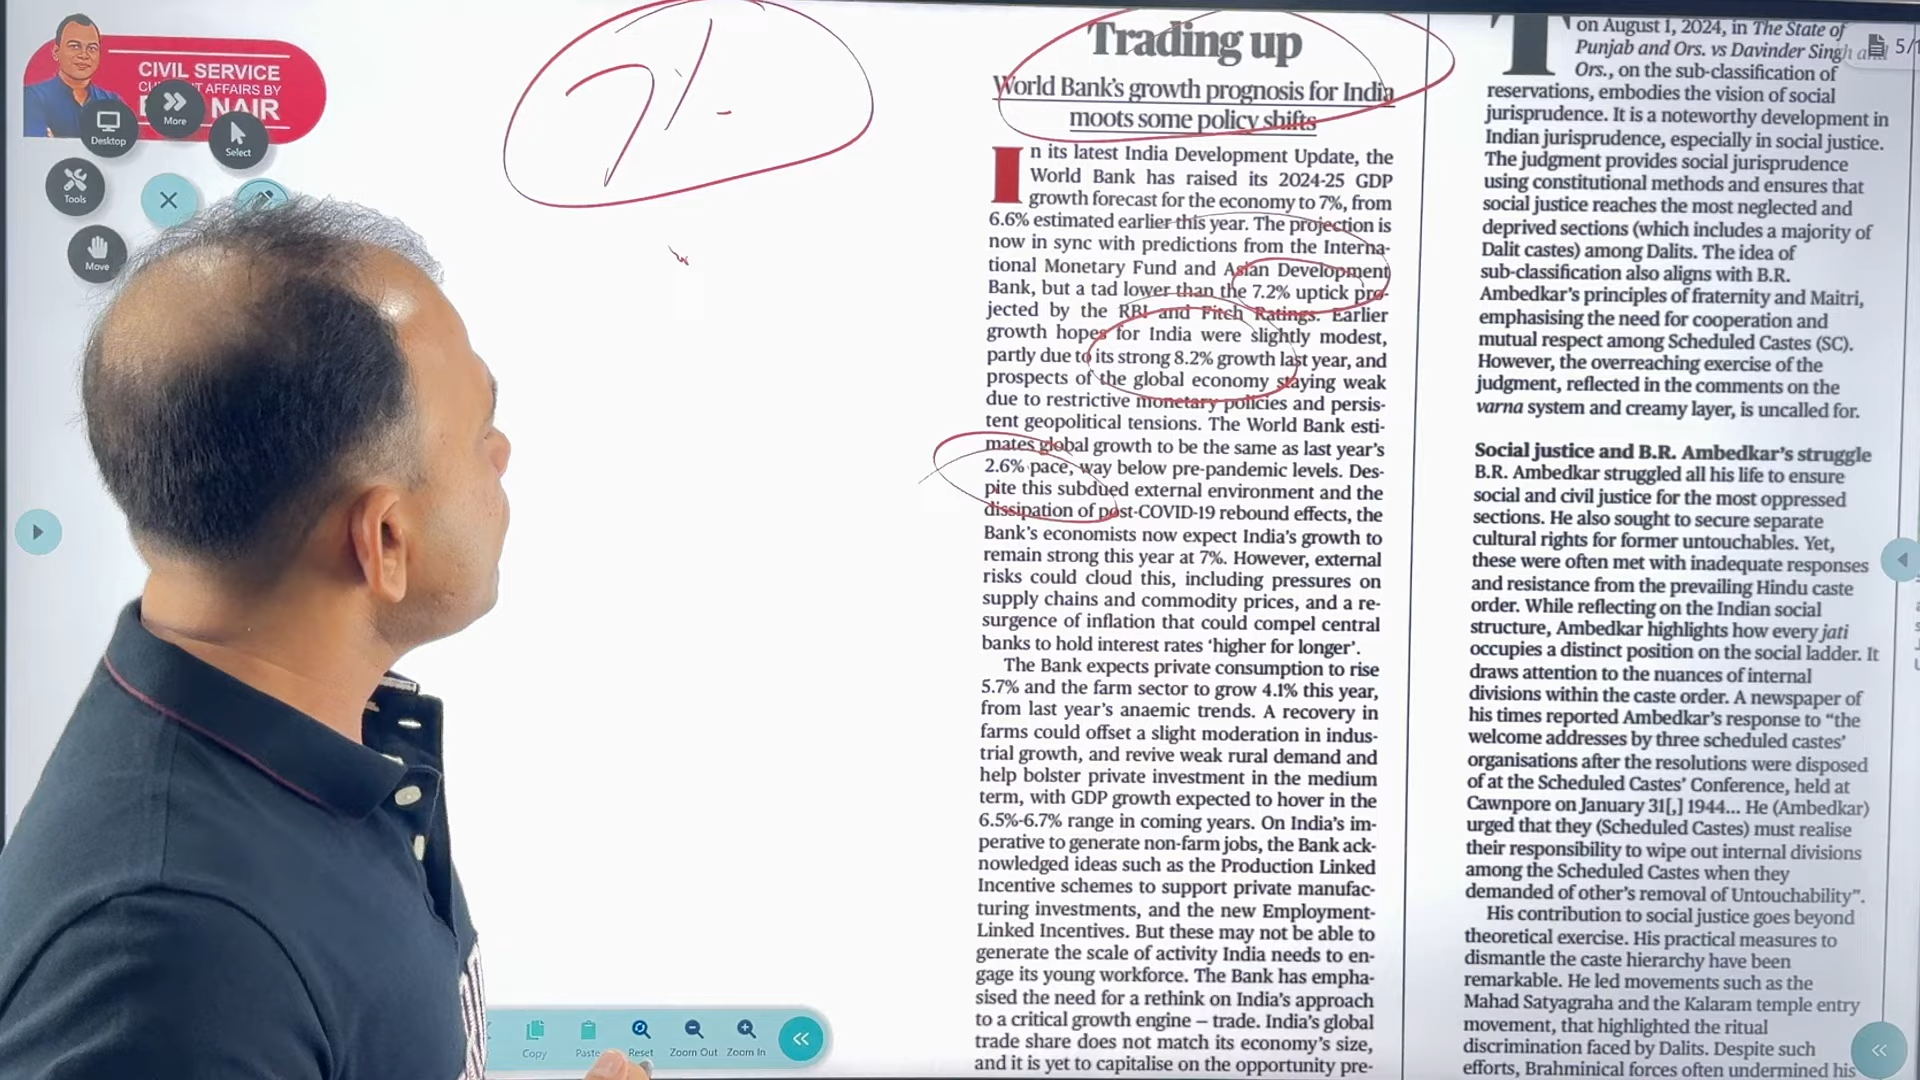 CIVIL SERVICE
CURRENT AFFAIRS BY
NAIR
More
Desktop
Select
Tools
Move
7%
Trading up
World Bank's growth prognosis for India
moots some policy shifts
In its latest India Development Update, the
World Bank has raised its 2024-25 GDP
growth forecast for the economy to 7%, from
6.6% estimated earlier this year. The projection is
now in sync with predictions from the Interna-
tional Monetary Fund and Asian Development
Bank, but a tad lower than the 7.2% uptick pro-
jected by the RBI and Fitch Ratings. Earlier
growth hopes for India were slightly modest,
partly due to its strong 8.2% growth last year, and
prospects of the global economy staying weak
due to restrictive monetary policies and persis-
tent geopolitical tensions. The World Bank esti-
mates global growth to be the same as last year's
2.6% pace, way below pre-pandemic levels. Des-
pite this subdued external environment and the
dissipation of post-COVID-19 rebound effects, the
Bank's economists now expect India's growth to
remain strong this year at 7%. However, external
risks could cloud this, including pressures on
supply chains and commodity prices, and a re-
surgence of inflation that could compel central
banks to hold interest rates 'higher for longer'.
The Bank expects private consumption to rise
5.7% and the farm sector to grow 4.1% this year,
from last year's anaemic trends. A recovery in
farms could offset a slight moderation in indus-
trial growth, and revive weak rural demand and
help bolster private investment in the medium
term, with GDP growth expected to hover in the
6.5%-6.7% range in coming years. On India's im-
perative to generate non-farm jobs, the Bank ack-
nowledged ideas such as the Production Linked
Incentive schemes to support private manufac-
turing investments, and the new Employment-
Linked Incentives. But these may not be able to
generate the scale of activity India needs to en-
gage its young workforce. The Bank has empha-
sised the need for a rethink on India's approach
to a critical growth engine – trade. India's global
trade share does not match its economy's size,
and it is yet to capitalise on the opportunity pre-
T on August 1, 2024, in The State of
Punjab and Ors. vs Davinder Singh and
Ors., on the sub-classification of
reservations, embodies the vision of social
jurisprudence. It is a noteworthy development in
Indian jurisprudence, especially in social justice.
The judgment provides social jurisprudence
using constitutional methods and ensures that
social justice reaches the most neglected and
deprived sections (which includes a majority of
Dalit castes) among Dalits. The idea of
sub-classification also aligns with B.R.
Ambedkar's principles of fraternity and Maitri,
emphasising the need for cooperation and
mutual respect among Scheduled Castes (SC).
However, the overreaching exercise of the
judgment, reflected in the comments on the
varna system and creamy layer, is uncalled for.
Social justice and B.R. Ambedkar's struggle
B.R. Ambedkar struggled all his life to ensure
social and civil justice for the most oppressed
sections. He also sought to secure separate
cultural rights for former untouchables. Yet,
these were often met with inadequate responses
and resistance from the prevailing Hindu caste
order. While reflecting on the Indian social
structure, Ambedkar highlights how every jati
occupies a distinct position on the social ladder. It
draws attention to the nuances of internal
divisions within the caste order. A newspaper of
his times reported Ambedkar's response to "the
welcome addresses by three scheduled castes'
organisations after the resolutions were disposed
of at the Scheduled Castes' Conference, held at
Cawnpore on January 31[,] 1944... He (Ambedkar)
urged that they (Scheduled Castes) must realise
their responsibility to wipe out internal divisions
among the Scheduled Castes when they
demanded of other's removal of Untouchability".
His contribution to social justice goes beyond
theoretical exercise. His practical measures to
dismantle the caste hierarchy have been
remarkable. He led movements such as the
Mahad Satyagraha and the Kalaram temple entry
movement, that highlighted the ritual
discrimination faced by Dalits. Despite such
efforts, Brahminical forces often undermined his
Copy
Paste
Reset
Zoom Out
Zoom In